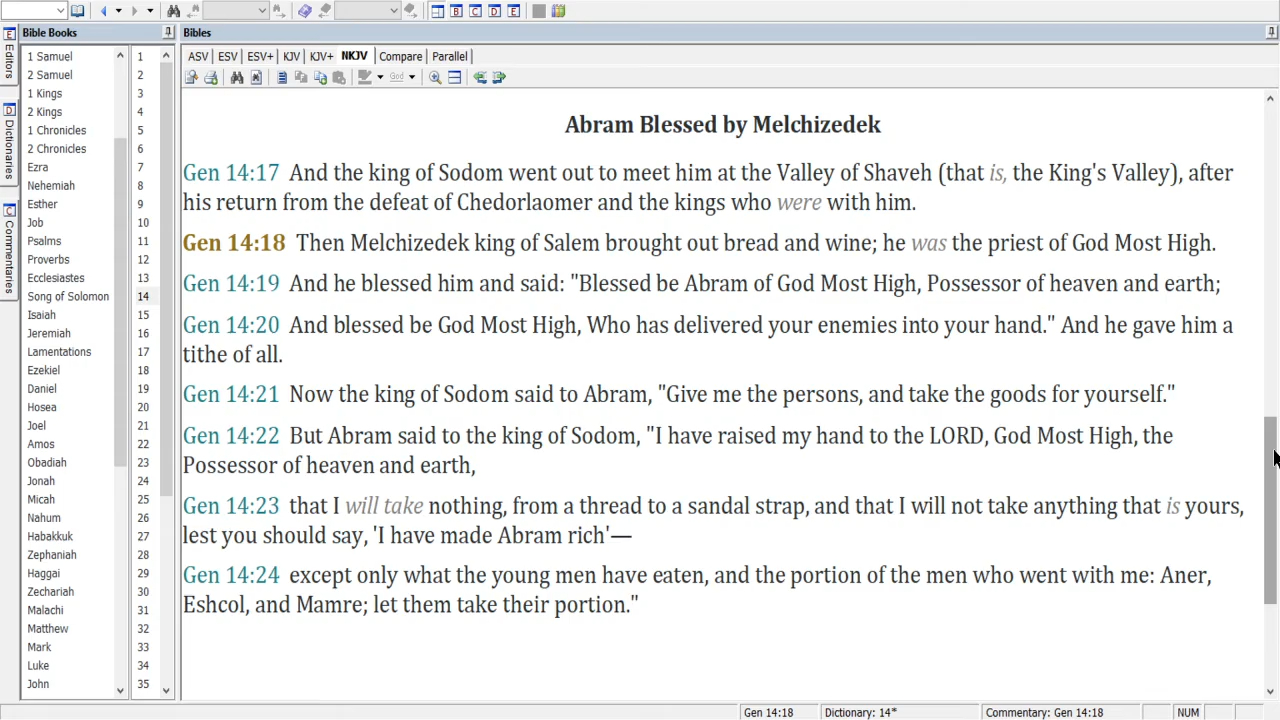 Bible Books
Bibles
B C D E
Editors
Dictionaries
Commentaries
ASV ESV ESV+ KJV KJV+ NKJV Compare Parallel
God
1 Samuel 1
2 Samuel 2
1 Kings 3
2 Kings 4
1 Chronicles 5
2 Chronicles 6
Ezra 7
Nehemiah 8
Esther 9
Job 10
Psalms 11
Proverbs 12
Ecclesiastes 13
Song of Solomon 14
Isaiah 15
Jeremiah 16
Lamentations 17
Ezekiel 18
Daniel 19
Hosea 20
Joel 21
Amos 22
Obadiah 23
Jonah 24
Micah 25
Nahum 26
Habakkuk 27
Zephaniah 28
Haggai 29
Zechariah 30
Malachi 31
Matthew 32
Mark 33
Luke 34
John 35
Abram Blessed by Melchizedek
Gen 14:17 And the king of Sodom went out to meet him at the Valley of Shaveh (that is, the King's Valley), after
his return from the defeat of Chedorlaomer and the kings who were with him.
Gen 14:18 Then Melchizedek king of Salem brought out bread and wine; he was the priest of God Most High.
Gen 14:19 And he blessed him and said: "Blessed be Abram of God Most High, Possessor of heaven and earth;
Gen 14:20 And blessed be God Most High, Who has delivered your enemies into your hand." And he gave him a
tithe of all.
Gen 14:21 Now the king of Sodom said to Abram, "Give me the persons, and take the goods for yourself."
Gen 14:22 But Abram said to the king of Sodom, "I have raised my hand to the LORD, God Most High, the
Possessor of heaven and earth,
Gen 14:23 that I will take nothing, from a thread to a sandal strap, and that I will not take anything that is yours,
lest you should say, 'I have made Abram rich'—
Gen 14:24 except only what the young men have eaten, and the portion of the men who went with me: Aner,
Eshcol, and Mamre; let them take their portion."
Gen 14:18 Dictionary: 14* Commentary: Gen 14:18 NUM